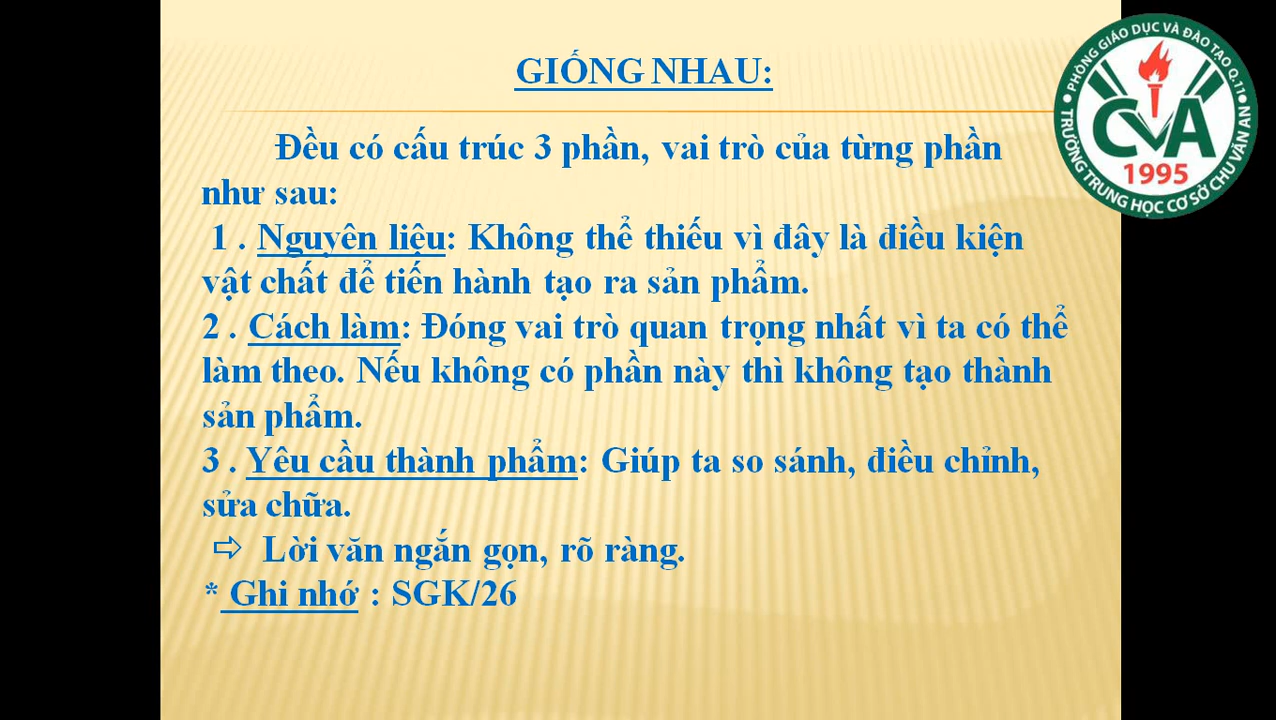 GIỐNG NHAU:
Đều có cấu trúc 3 phần, vai trò của từng phần
như sau:
1 . Nguyên liệu: Không thể thiếu vì đây là điều kiện
vật chất để tiến hành tạo ra sản phẩm.
2 . Cách làm: Đóng vai trò quan trọng nhất vì ta có thể
làm theo. Nếu không có phần này thì không tạo thành
sản phẩm.
3 . Yêu cầu thành phẩm: Giúp ta so sánh, điều chỉnh,
sửa chữa.
⇨ Lời văn ngắn gọn, rõ ràng.
* Ghi nhớ : SGK/26
PHÒNG GIÁO DỤC VÀ ĐÀO TẠO Q.11
CVA
1995
TRƯỜNG TRUNG HỌC CƠ SỞ CHU VĂN AN